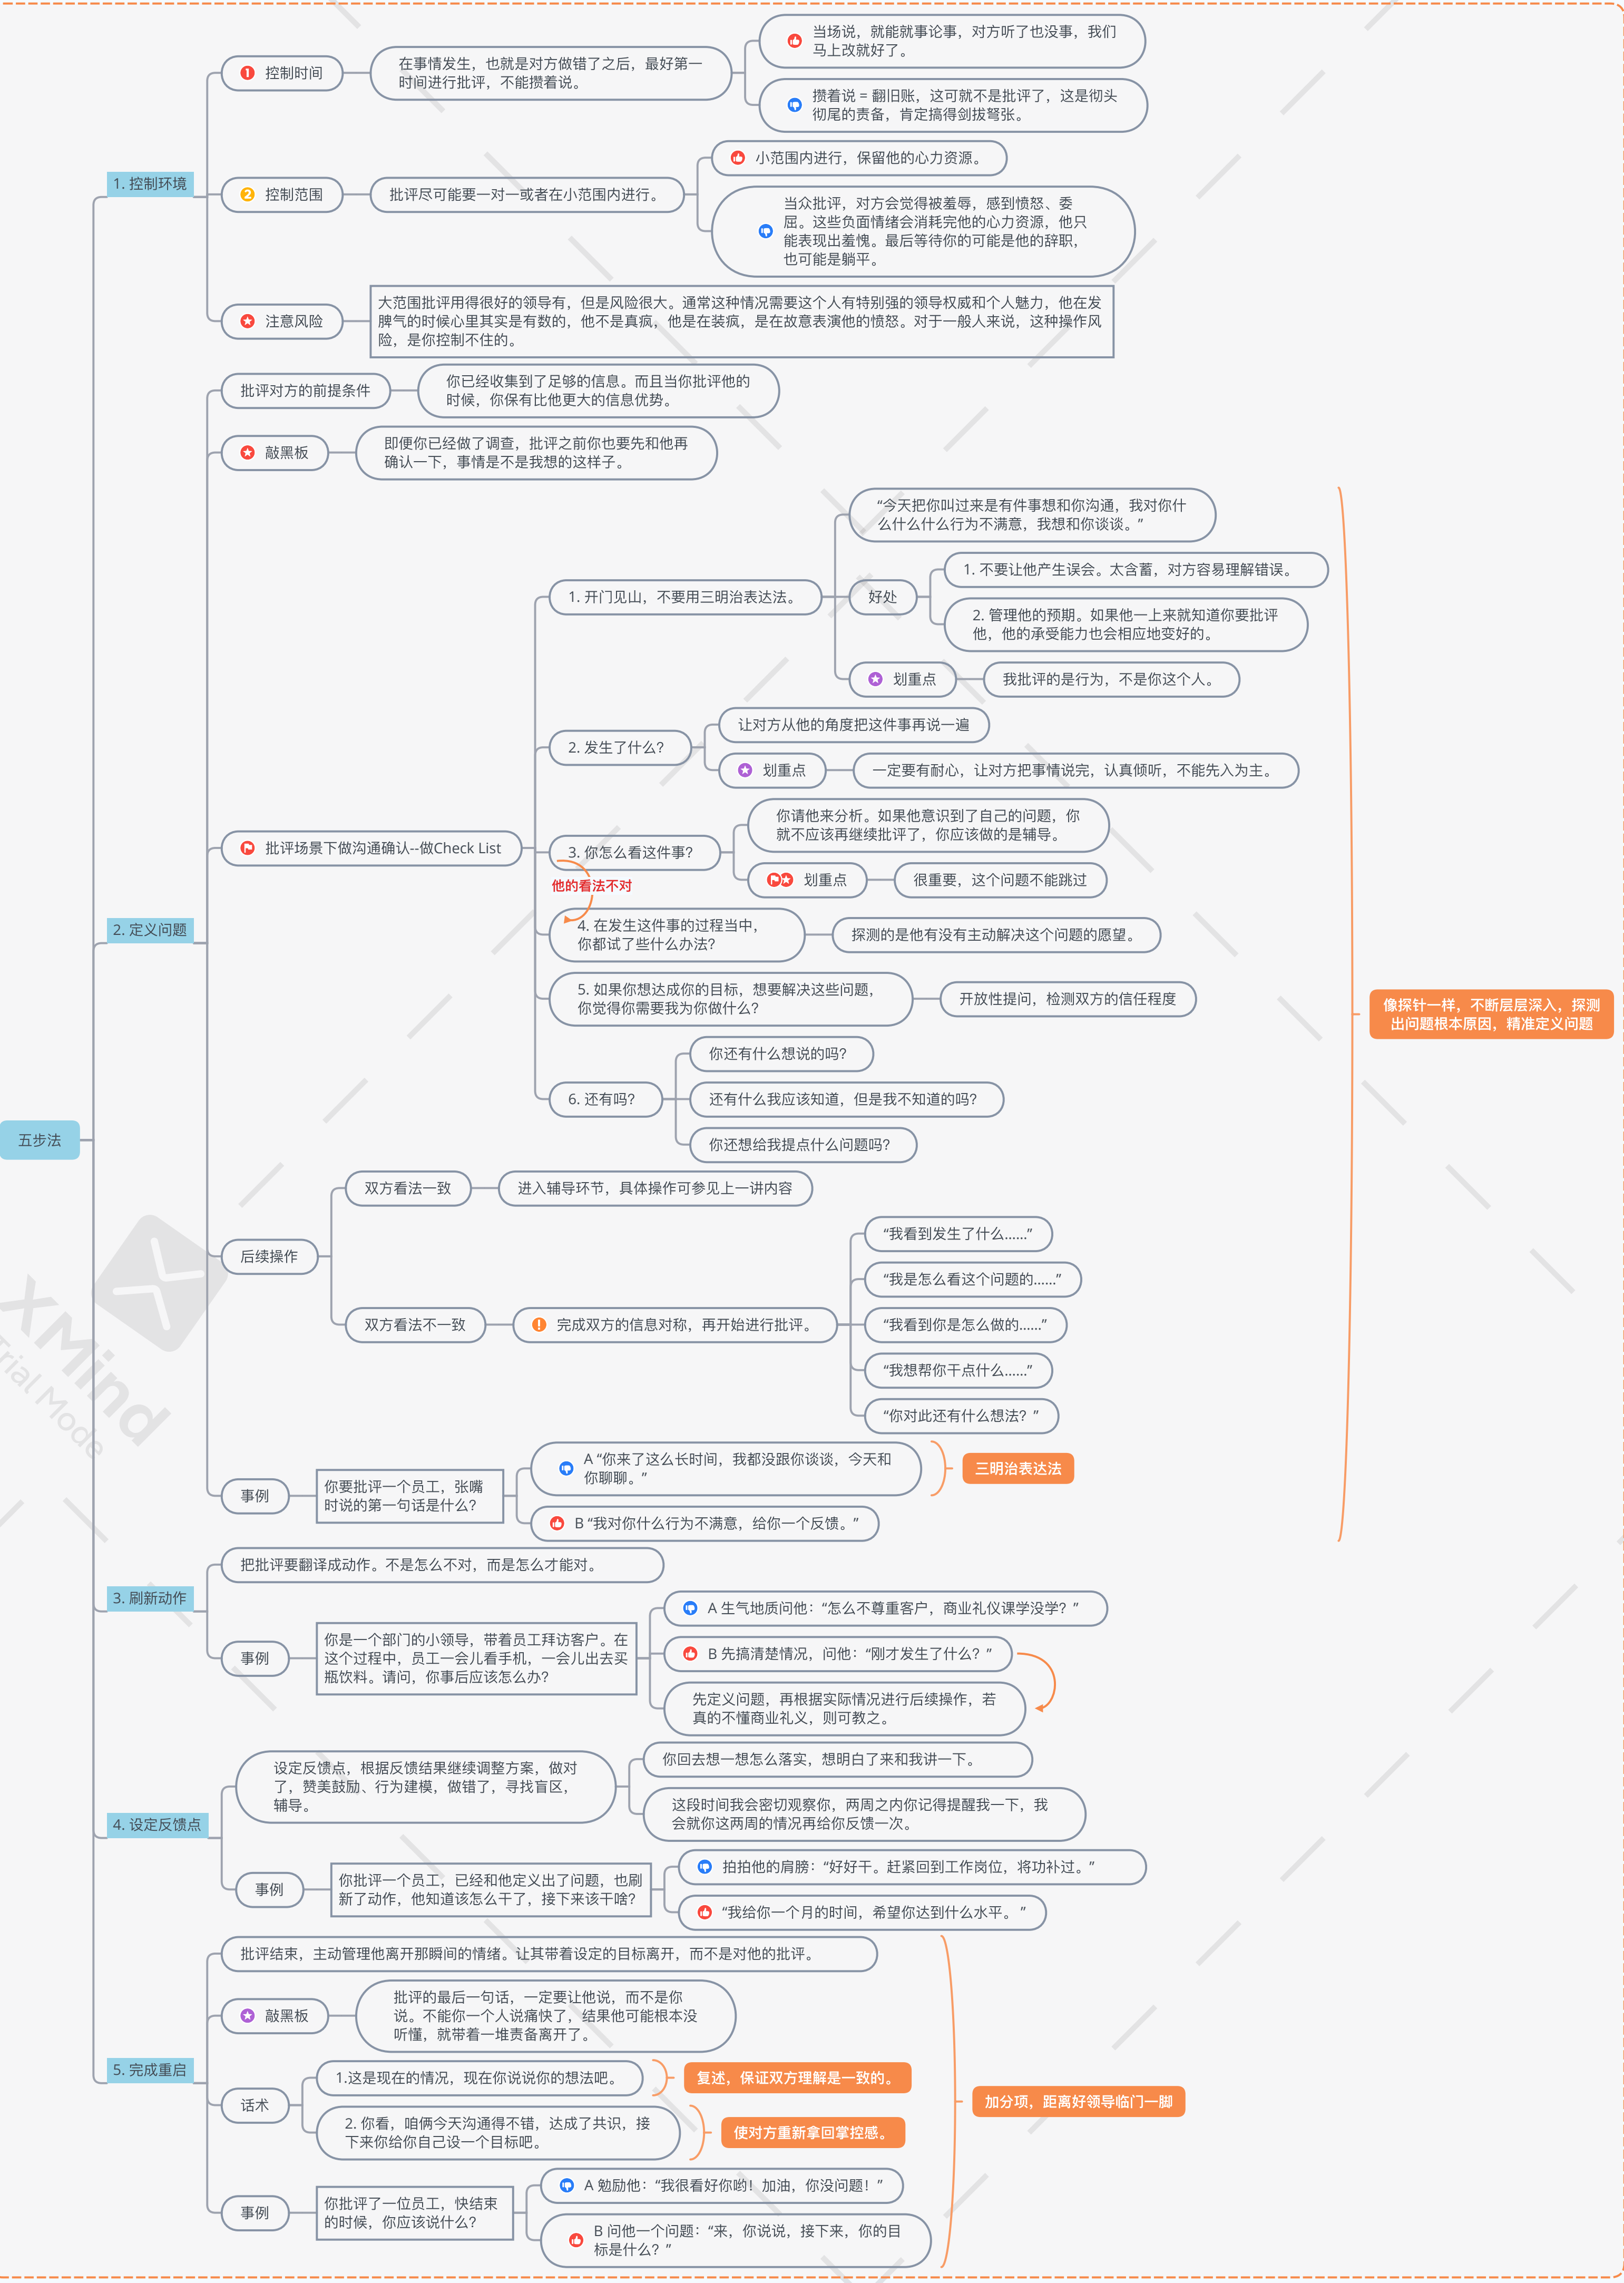 五步法
1. 控制环境
控制时间
在事情发生，也就是对方做错了之后，最好第一
时间进行批评，不能攒着说。
当场说，就能就事论事，对方听了也没事，我们
马上改就好了。
攒着说 = 翻旧账，这可就不是批评了，这是彻头
彻尾的责备，肯定搞得剑拔弩张。
控制范围
批评尽可能要一对一或者在小范围内进行。
小范围内进行，保留他的心力资源。
当众批评，对方会觉得被羞辱，感到愤怒、委
屈。这些负面情绪会消耗完他的心力资源，他只
能表现出羞愧。最后等待你的可能是他的辞职，
也可能是躺平。
注意风险
大范围批评用得很好的领导有，但是风险很大。通常这种情况需要这个人有特别强的领导权威和个人魅力，他在发
脾气的时候心里其实是有数的，他不是真疯，他是在装疯，是在故意表演他的愤怒。对于一般人来说，这种操作风
险，是你控制不住的。
2. 定义问题
批评对方的前提条件
你已经收集到了足够的信息。而且当你批评他的
时候，你保有比他更大的信息优势。
敲黑板
即便你已经做了调查，批评之前你也要先和他再
确认一下，事情是不是我想的这样子。
批评场景下做沟通确认--做Check List
1. 开门见山，不要用三明治表达法。
“今天把你叫过来是有件事想和你沟通，我对你什
么什么什么行为不满意，我想和你谈谈。”
好处
1. 不要让他产生误会。太含蓄，对方容易理解错误。
2. 管理他的预期。如果他一上来就知道你要批评
他，他的承受能力也会相应地变好的。
划重点
我批评的是行为，不是你这个人。
2. 发生了什么？
让对方从他的角度把这件事再说一遍
划重点
一定要有耐心，让对方把事情说完，认真倾听，不能先入为主。
3. 你怎么看这件事？
你请他来分析。如果他意识到了自己的问题，你
就不应该再继续批评了，你应该做的是辅导。
划重点
很重要，这个问题不能跳过
他的看法不对
4. 在发生这件事的过程当中，
你都试了些什么办法？
探测的是他有没有主动解决这个问题的愿望。
5. 如果你想达成你的目标，想要解决这些问题，
你觉得你需要我为你做什么？
开放性提问，检测双方的信任程度
6. 还有吗？
你还有什么想说的吗？
还有什么我应该知道，但是我不知道的吗？
你还想给我提点什么问题吗？
像探针一样，不断层层深入，探测
出问题根本原因，精准定义问题
后续操作
双方看法一致
进入辅导环节，具体操作可参见上一讲内容
双方看法不一致
完成双方的信息对称，再开始进行批评。
“我看到发生了什么……”
“我是怎么看这个问题的……”
“我看到你是怎么做的……”
“我想帮你干点什么……”
“你对此还有什么想法？”
事例
你要批评一个员工，张嘴
时说的第一句话是什么？
A “你来了这么长时间，我都没跟你谈谈，今天和
你聊聊。”
三明治表达法
B “我对你什么行为不满意，给你一个反馈。”
3. 刷新动作
把批评要翻译成动作。不是怎么不对，而是怎么才能对。
事例
你是一个部门的小领导，带着员工拜访客户。在
这个过程中，员工一会儿看手机，一会儿出去买
瓶饮料。请问，你事后应该怎么办？
A 生气地质问他：“怎么不尊重客户，商业礼仪课学没学？”
B 先搞清楚情况，问他：“刚才发生了什么？”
先定义问题，再根据实际情况进行后续操作，若
真的不懂商业礼义，则可教之。
4. 设定反馈点
设定反馈点，根据反馈结果继续调整方案，做对
了，赞美鼓励、行为建模，做错了，寻找盲区，
辅导。
你回去想一想怎么落实，想明白了来和我讲一下。
这段时间我会密切观察你，两周之内你记得提醒我一下，我
会就你这两周的情况再给你反馈一次。
事例
你批评一个员工，已经和他定义出了问题，也刷
新了动作，他知道该怎么干了，接下来该干啥？
拍拍他的肩膀：“好好干。赶紧回到工作岗位，将功补过。”
“我给你一个月的时间，希望你达到什么水平。”
5. 完成重启
批评结束，主动管理他离开那瞬间的情绪。让其带着设定的目标离开，而不是对他的批评。
敲黑板
批评的最后一句话，一定要让他说，而不是你
说。不能你一个人说痛快了，结果他可能根本没
听懂，就带着一堆责备离开了。
话术
1.这是现在的情况，现在你说说你的想法吧。
复述，保证双方理解是一致的。
2. 你看，咱俩今天沟通得不错，达成了共识，接
下来你给你自己设一个目标吧。
使对方重新拿回掌控感。
加分项，距离好领导临门一脚
事例
你批评了一位员工，快结束
的时候，你应该说什么？
A 勉励他：“我很看好你哟！加油，你没问题！”
B 问他一个问题：“来，你说说，接下来，你的目
标是什么？”
XMind
Trial Mode